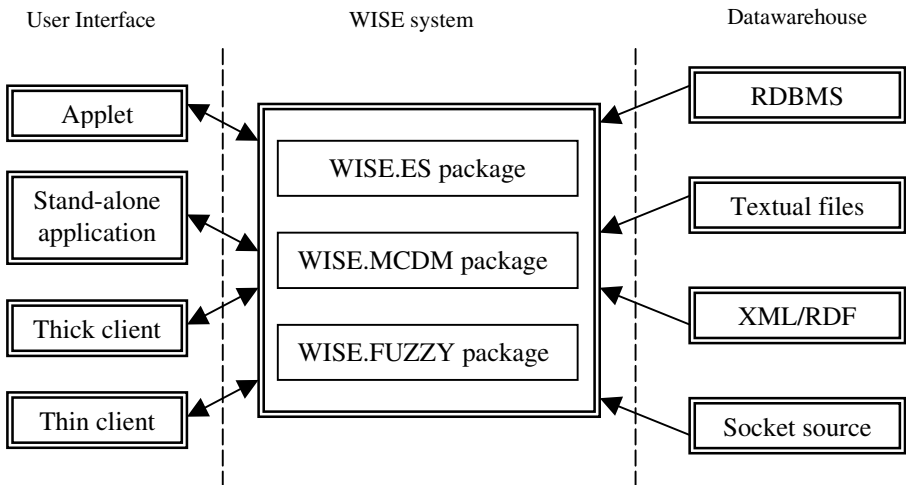 User Interface
WISE system
Datawarehouse
Applet
Stand-alone
application
Thick client
Thin client
WISE.ES package
WISE.MCDM package
WISE.FUZZY package
RDBMS
Textual files
XML/RDF
Socket source